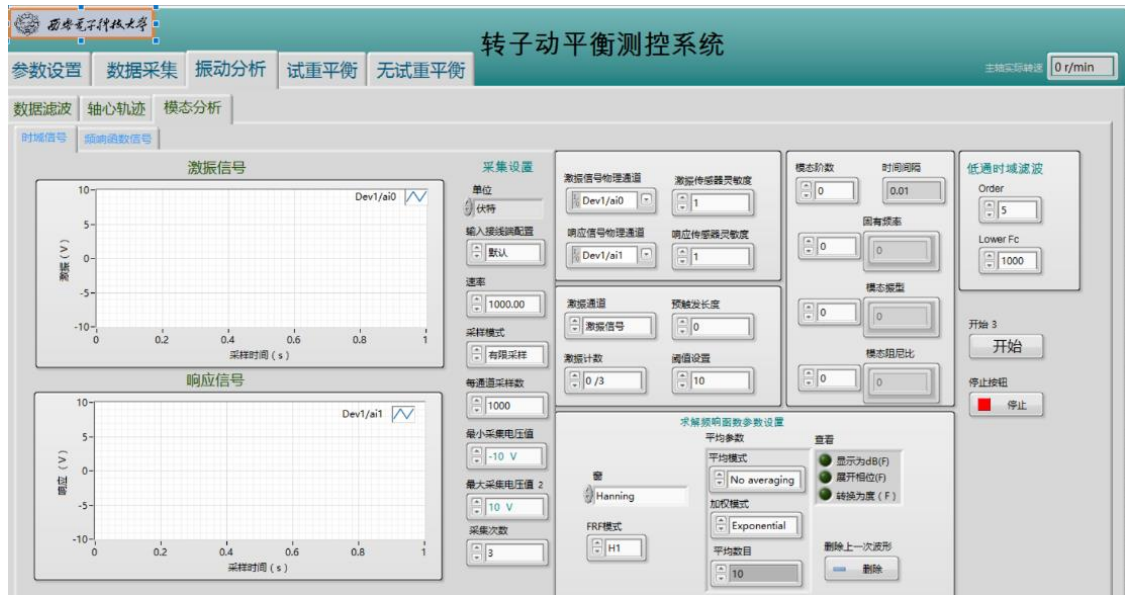 西安电子科技大学
转子动平衡测控系统
参数设置 数据采集 振动分析 试重平衡 无试重平衡
主轴实际转速 0 r/min
数据滤波 轴心轨迹 模态分析
时域信号 频响函数信号
激振信号
Dev1/ai0
10
5
0
-5
-10
激振（V）
0 0.2 0.4 0.6 0.8 1
采样时间（s）
响应信号
Dev1/ai1
10
5
0
-5
-10
响应（V）
0 0.2 0.4 0.6 0.8 1
采样时间（s）
采集设置
单位
伏特
输入接线端配置
默认
速率
1000.00
采样模式
有限采样
每通道采样数
1000
最小采集电压值
-10 V
最大采集电压值 2
10 V
采集次数
3
激振信号物理通道 激振传感器灵敏度
Dev1/ai0 1
响应信号物理通道 响应传感器灵敏度
Dev1/ai1 1
激振通道 预触发长度
激振信号 0
激振计数 阈值设置
0 /3 10
模态阶数 时间间隔
0 0.01
固有频率
0 0
模态振型
0 0
模态阻尼比
0 0
低通时域滤波
Order
5
Lower Fc
1000
开始 3
开始
停止按钮
停止
求解频响函数参数设置
窗
Hanning
FRF模式
H1
平均参数
平均模式
No averaging
加权模式
Exponential
平均数目
10
查看
显示为dB(F)
展开相位(F)
转换为度（F）
删除上一次波形
删除